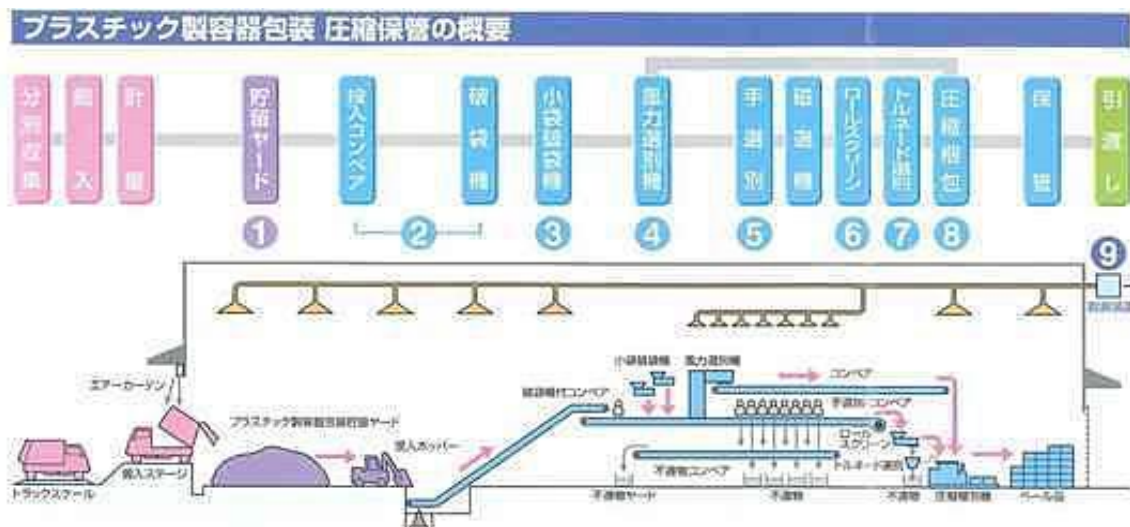 プラスチック製容器包装 圧縮保管の概要
分別収集
搬入
計量
貯留ヤード
投入コンベア
破袋機
小袋破袋機
風力選別機
手選別
磁選機
ロールスクリーン
トルネード選別
圧縮梱包
保管
引渡し
1
2
3
4
5
6
7
8
9
小袋破袋機
風力選別機
コンベア
エアーカーテン
破袋機付コンベア
手選別コンベア
プラスチック製容器包装貯留ヤード
受入ホッパー
ロール
スクリーン
搬入ステージ
不適物コンベア
トルネード選別
トラックスケール
不適物ヤード
不適物
不適物
圧縮梱包機
ベール品